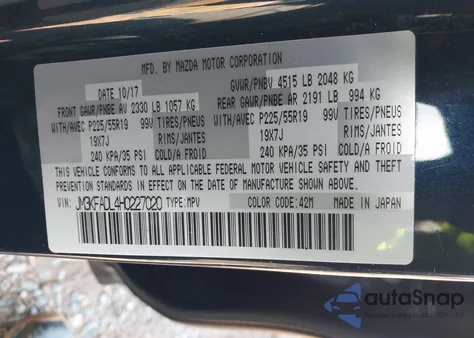 MFD. BY MAZDA MOTOR CORPORATION
DATE 10/17
GVWR/PNBV 4515 LB 2048 KG
FRONT GAWR/PNBE AV 2330 LB 1057 KG
REAR GAWR/PNBE AR 2191 LB 994 KG
WITH/AVEC P225/55R19 99V TIRES/PNEUS
WITH/AVEC P225/55R19 99V TIRES/PNEUS
19X7J RIMS/JANTES
19X7J RIMS/JANTES
240 KPA/35 PSI COLD/A FROID
240 KPA/35 PSI COLD/A FROID
THIS VEHICLE CONFORMS TO ALL APPLICABLE FEDERAL MOTOR VEHICLE SAFETY AND THEFT
PREVENTION STANDARDS IN EFFECT ON THE DATE OF MANUFACTURE SHOWN ABOVE.
VIN: JM3KFADL4H0227020 TYPE:MPV COLOR CODE: 42M MADE IN JAPAN
autoSnap